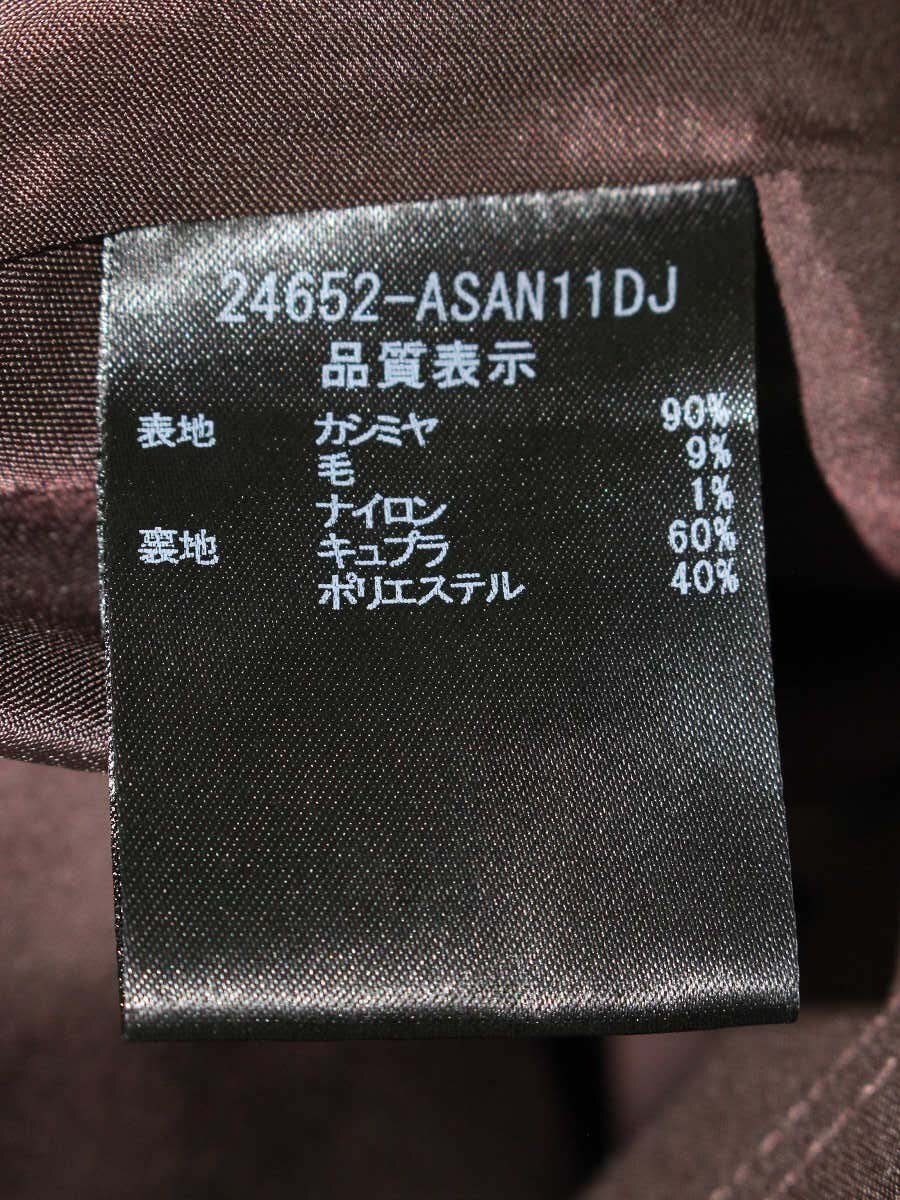 24652-ASAN11DJ
品質表示
表地 カシミヤ 90%
毛 9%
ナイロン 1%
裏地 キュプラ 60%
ポリエステル 40%